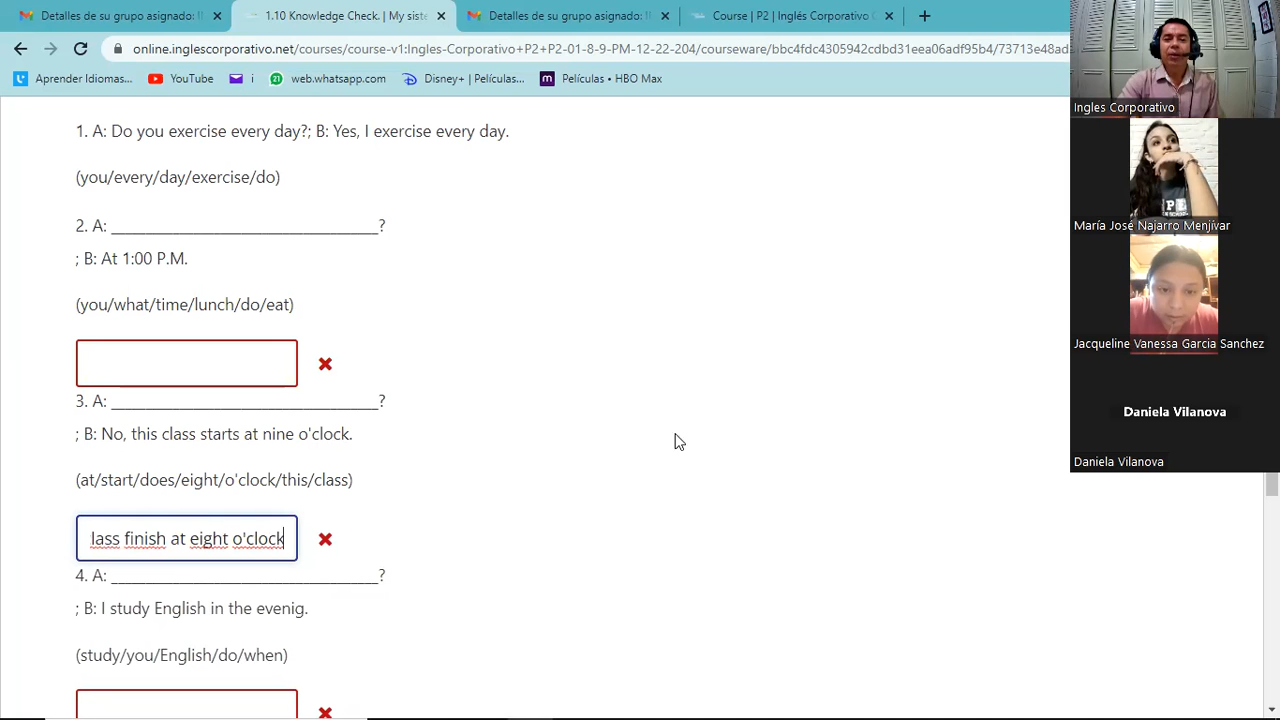 Detalles de su grupo asignado: I
1.10 Knowledge Check. | My sist
Detalles de su grupo asignado: I
Course | P2 | Inglés Corporativo
online.inglescorporativo.net/courses/course-v1:Ingles-Corporativo+P2+P2-01-8-9-PM-12-22-204/courseware/
Aprender Idiomas...
YouTube
i
web.whatsapp.com
Disney+ - Películas...
Películas • HBO Max
1. A: Do you exercise every day?; B: Yes, I exercise every day.
(you/every/day/exercise/do)
2. A: ______________________________?
; B: At 1:00 P.M.
(you/what/time/lunch/do/eat)
3. A: ______________________________?
; B: No, this class starts at nine o'clock.
(at/start/does/eight/o'clock/this/class)
lass finish at eight o'clock
4. A: ______________________________?
; B: I study English in the evenig.
(study/you/English/do/when)
Ingles Corporativo
María José Najarro Menjívar
Jacqueline Vanessa Garcia Sanchez
Daniela Vilanova
Daniela Vilanova